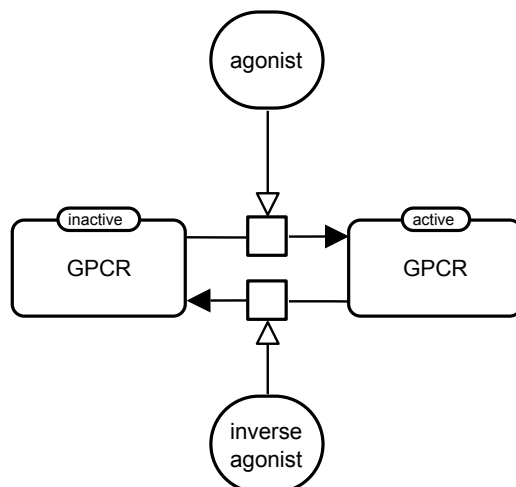 agonist
inactive
GPCR
active
GPCR
inverse
agonist